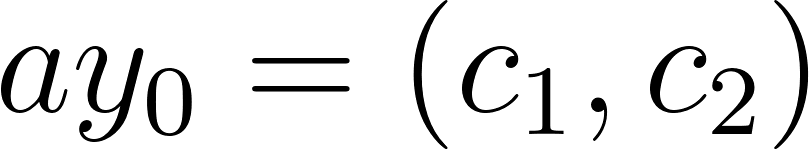 ay_0 = (c_1, c_2)